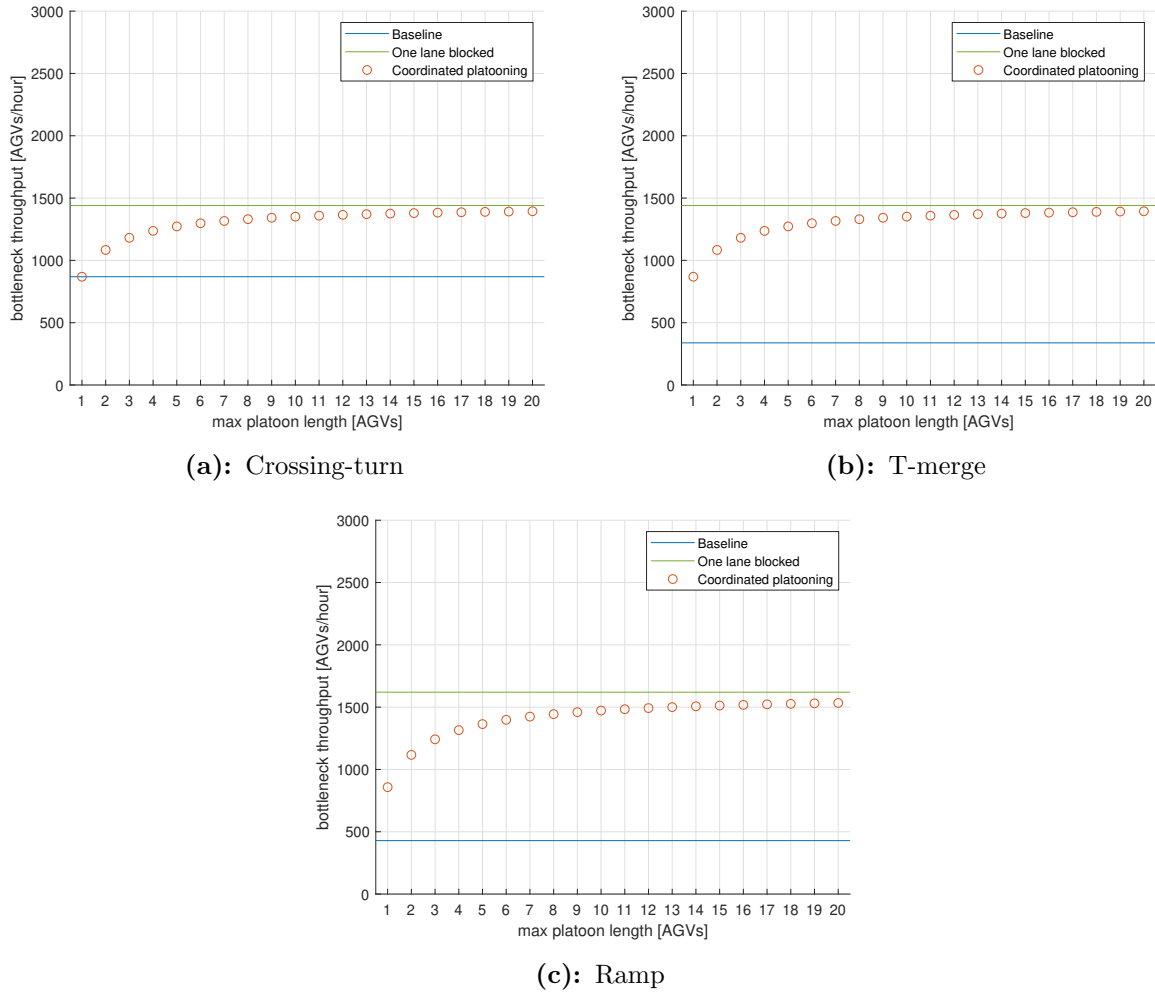 3000
2500
2000
1500
1000
500
0
bottleneck throughput [AGVs/hour]
Baseline
One lane blocked
Coordinated platooning
1 2 3 4 5 6 7 8 9 10 11 12 13 14 15 16 17 18 19 20
max platoon length [AGVs]
(a): Crossing-turn
3000
2500
2000
1500
1000
500
0
bottleneck throughput [AGVs/hour]
Baseline
One lane blocked
Coordinated platooning
1 2 3 4 5 6 7 8 9 10 11 12 13 14 15 16 17 18 19 20
max platoon length [AGVs]
(b): T-merge
3000
2500
2000
1500
1000
500
0
bottleneck throughput [AGVs/hour]
Baseline
One lane blocked
Coordinated platooning
1 2 3 4 5 6 7 8 9 10 11 12 13 14 15 16 17 18 19 20
max platoon length [AGVs]
(c): Ramp